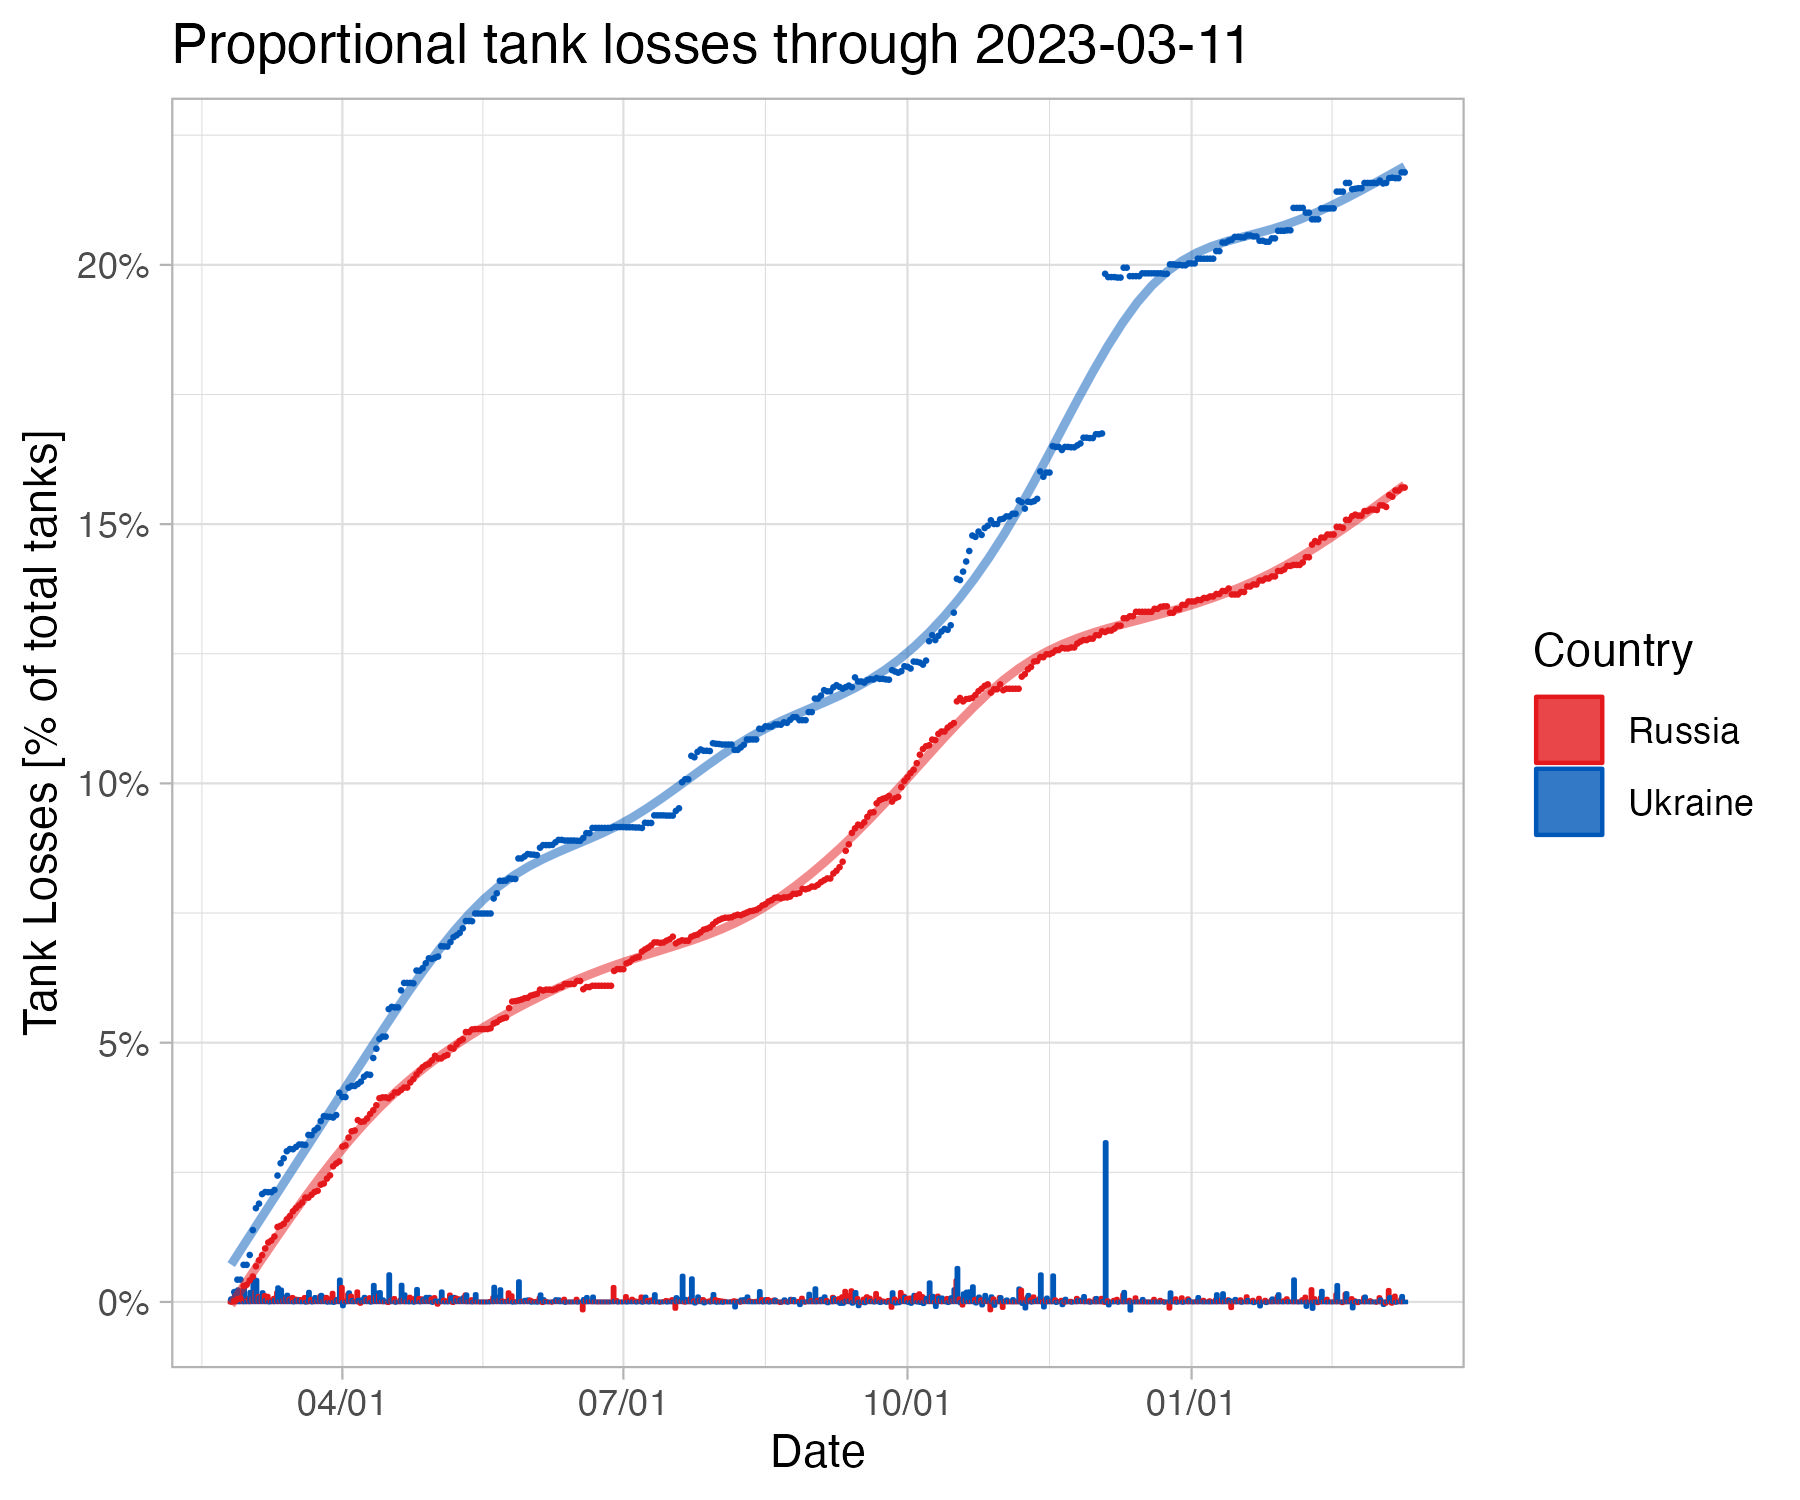 Proportional tank losses through 2023-03-11
Tank Losses [% of total tanks]
20%
15%
10%
5%
0%
04/01
07/01
10/01
01/01
Date
Country
Russia
Ukraine